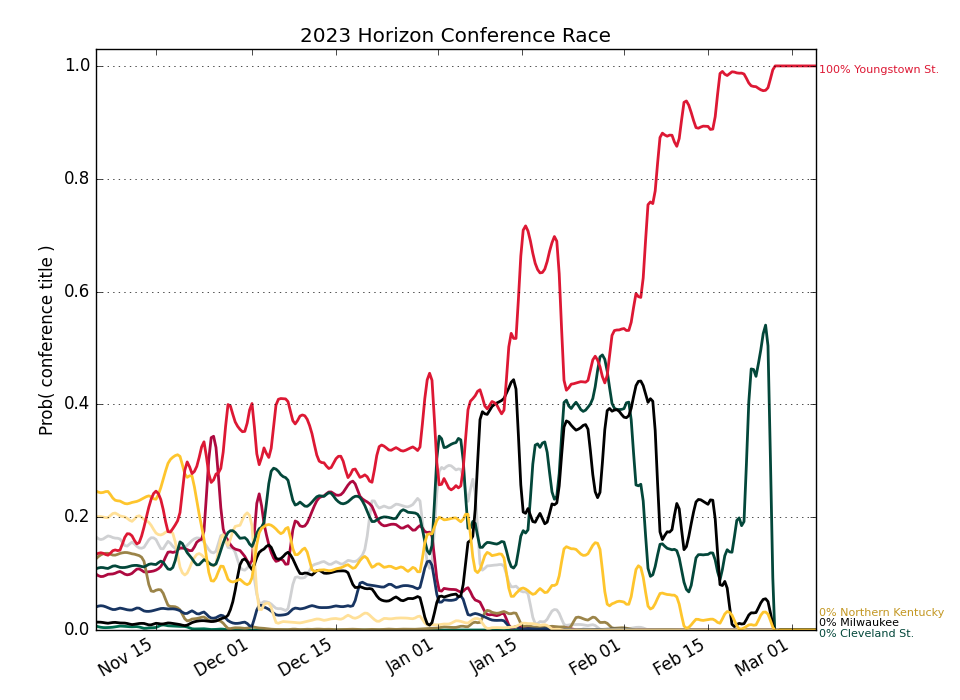 2023 Horizon Conference Race
1.0
0.8
0.6
0.4
0.2
0.0
Prob( conference title )
100% Youngstown St.
0% Northern Kentucky
0% Milwaukee
0% Cleveland St.
Nov 15
Dec 01
Dec 15
Jan 01
Jan 15
Feb 01
Feb 15
Mar 01